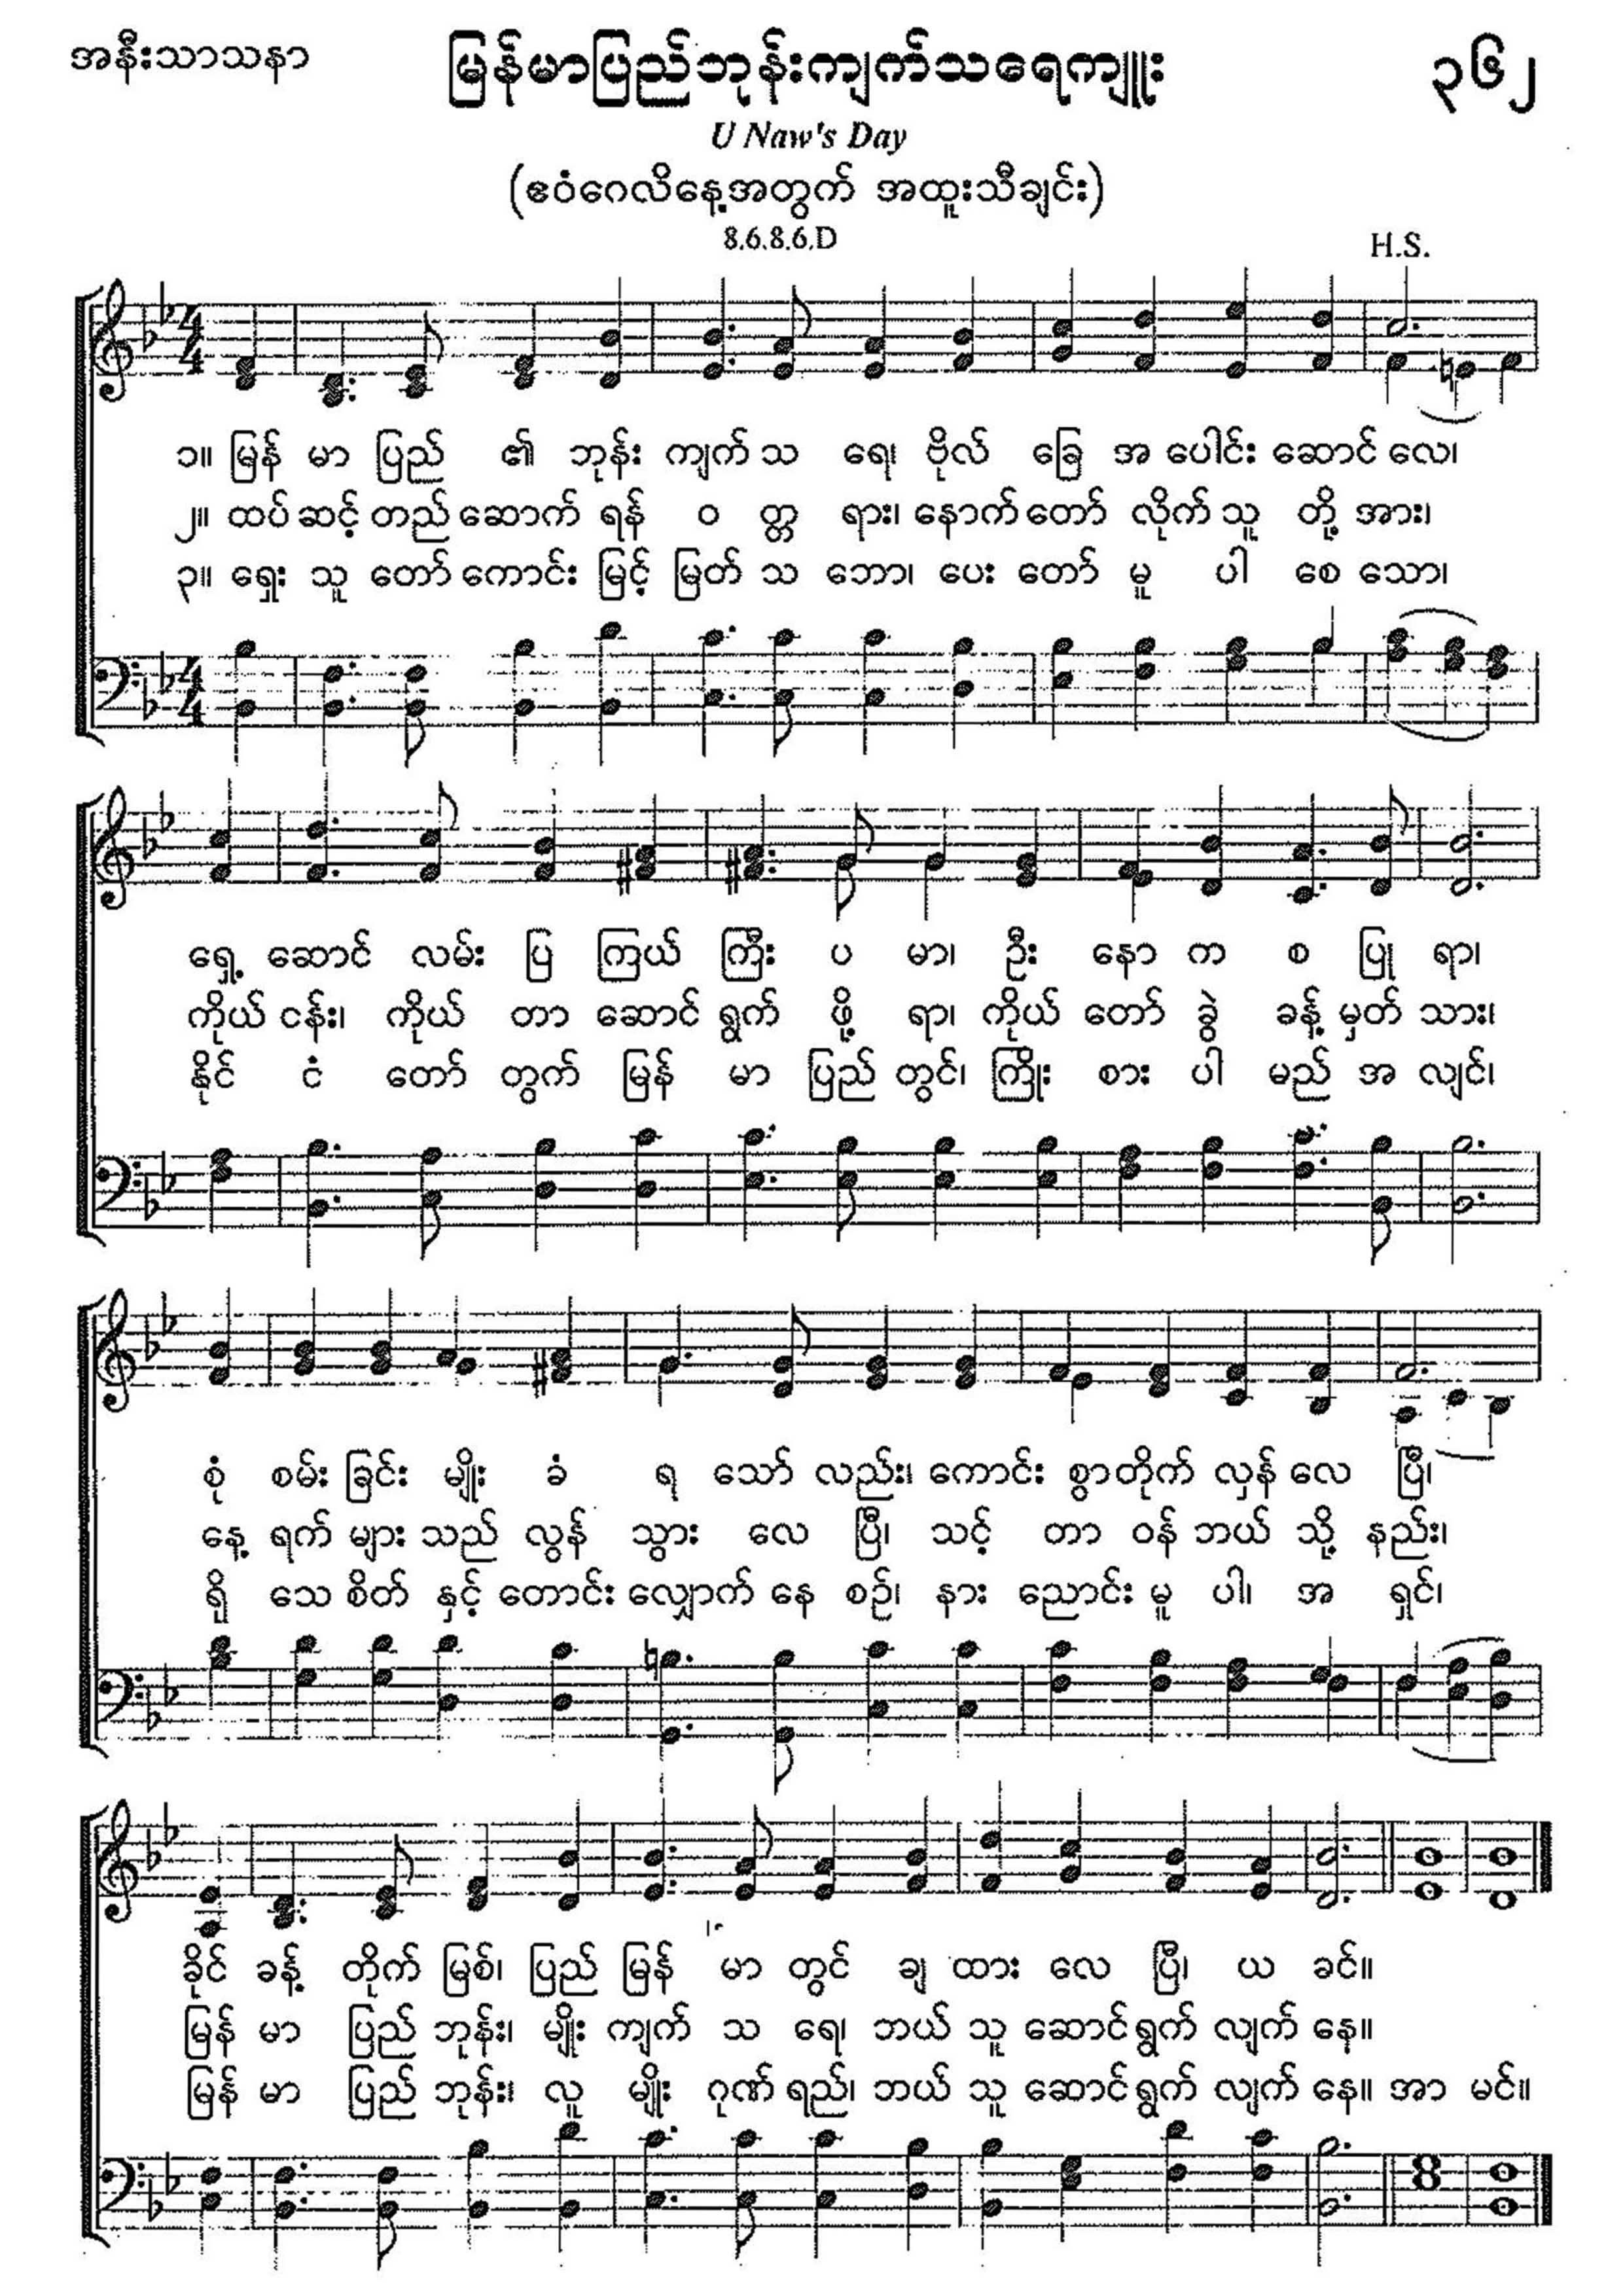 အနီးသာသနာ
မြန်မာပြည်ဘုန်းကျက်သရေကျူး
၃၆၂
U Naw's Day
(ဧဝံဂေလိနေ့အတွက် အထူးသီချင်း)
8.6.8.6.D
H.S.
၁။ မြန် မာ ပြည် ၏ ဘုန်း ကျက် သ ရေ၊ ဗိုလ် ခြေ အ ပေါင်း ဆောင် လေ၊
၂။ ထပ် ဆင့် တည် ဆောက် ရန် ဝ တ္တ ရား၊ နောက် တော် လိုက် သူ တို့ အား၊
၃။ ရှေး သူ တော် ကောင်း မြင့် မြတ် သ ဘော၊ ပေး တော် မူ ပါ စေ သော၊
ရှေ့ ဆောင် လမ်း ပြ ကြယ် ကြီး ပ မာ၊ ဦး နော က စ ပြု ရာ၊
ကိုယ် ငန်း၊ ကိုယ် တာ ဆောင် ရွက် ဖို့ ရာ၊ ကိုယ် တော် ခွဲ ခန့် မှတ် သား၊
နိုင် ငံ တော် တွက် မြန် မာ ပြည် တွင်၊ ကြိုး စား ပါ မည် အ လျင်၊
စုံ စမ်း ခြင်း မျိုး ခံ ရ သော် လည်း၊ ကောင်း စွာ တိုက် လှန် လေ ပြီ၊
နေ့ ရက် များ သည် လွန် သွား လေ ပြီ၊ သင့် တာ ဝန် ဘယ် သို့ နည်း၊
ရို သေ စိတ် နှင့် တောင်း လျှောက် နေ စဉ်၊ နား ညောင်း မူ ပါ၊ အ ရှင်၊
ခိုင် ခန့် တိုက် မြစ်၊ ပြည် မြန် မာ တွင် ချ ထား လေ ပြီ၊ ယ ခင်။
မြန် မာ ပြည် ဘုန်း၊ မျိုး ကျက် သ ရေ၊ ဘယ် သူ ဆောင် ရွက် လျက် နေ။
မြန် မာ ပြည် ဘုန်း၊ လူ မျိုး ဂုဏ် ရည်၊ ဘယ် သူ ဆောင် ရွက် လျက် နေ။ အာ မင်။